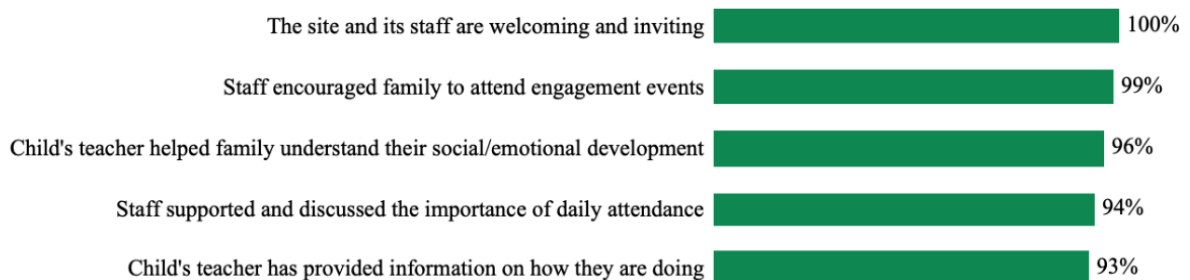 The site and its staff are welcoming and inviting 100%
Staff encouraged family to attend engagement events 99%
Child's teacher helped family understand their social/emotional development 96%
Staff supported and discussed the importance of daily attendance 94%
Child's teacher has provided information on how they are doing 93%